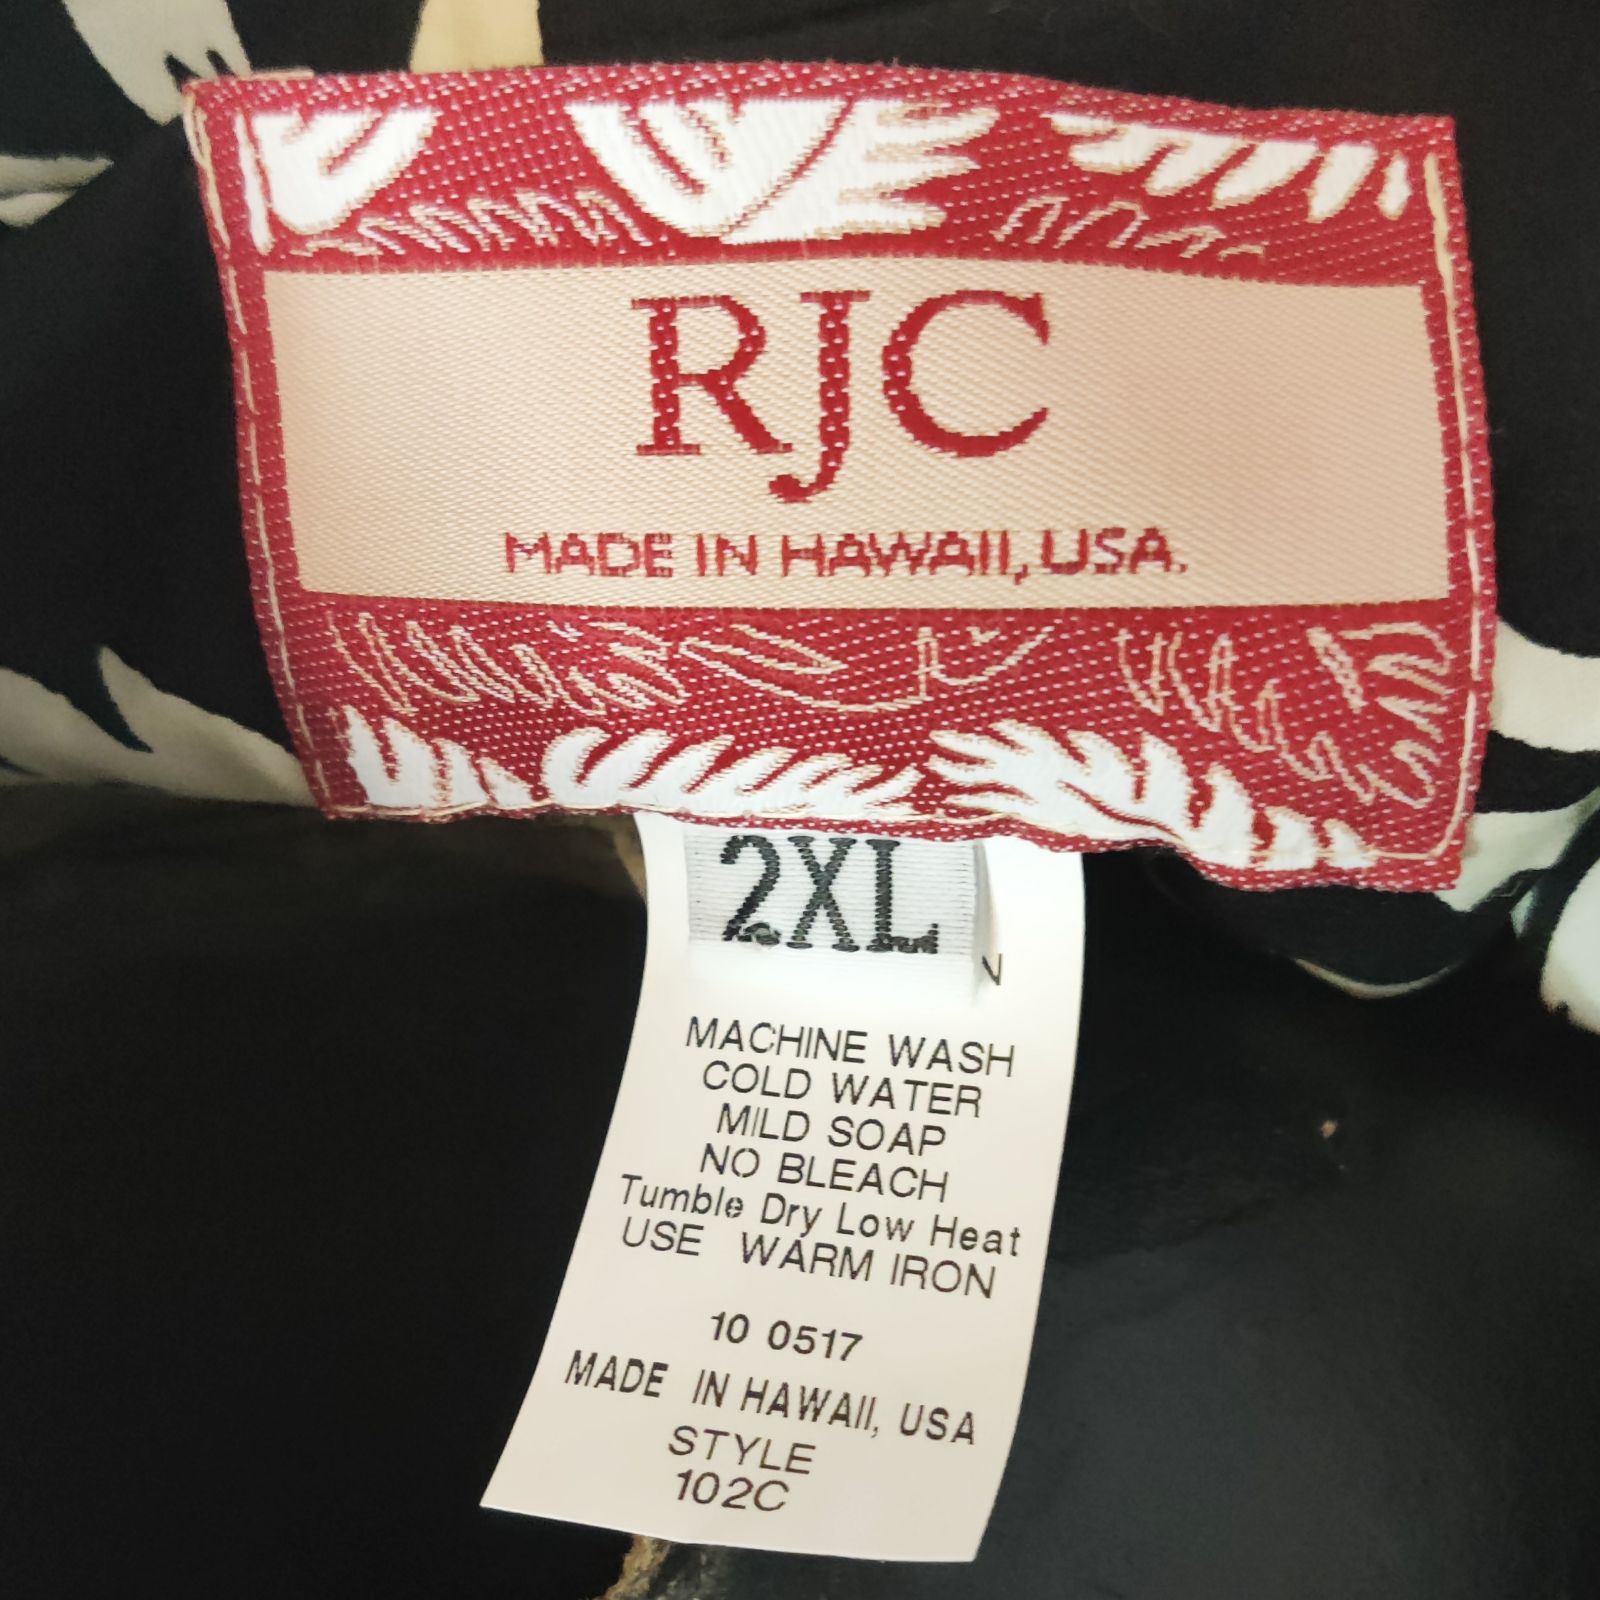 RJC
MADE IN HAWAII, USA.
2XL
N
MACHINE WASH
COLD WATER
MILD SOAP
NO BLEACH
Tumble Dry Low Heat
USE WARM IRON
10 0517
MADE IN HAWAII, USA
STYLE
102C